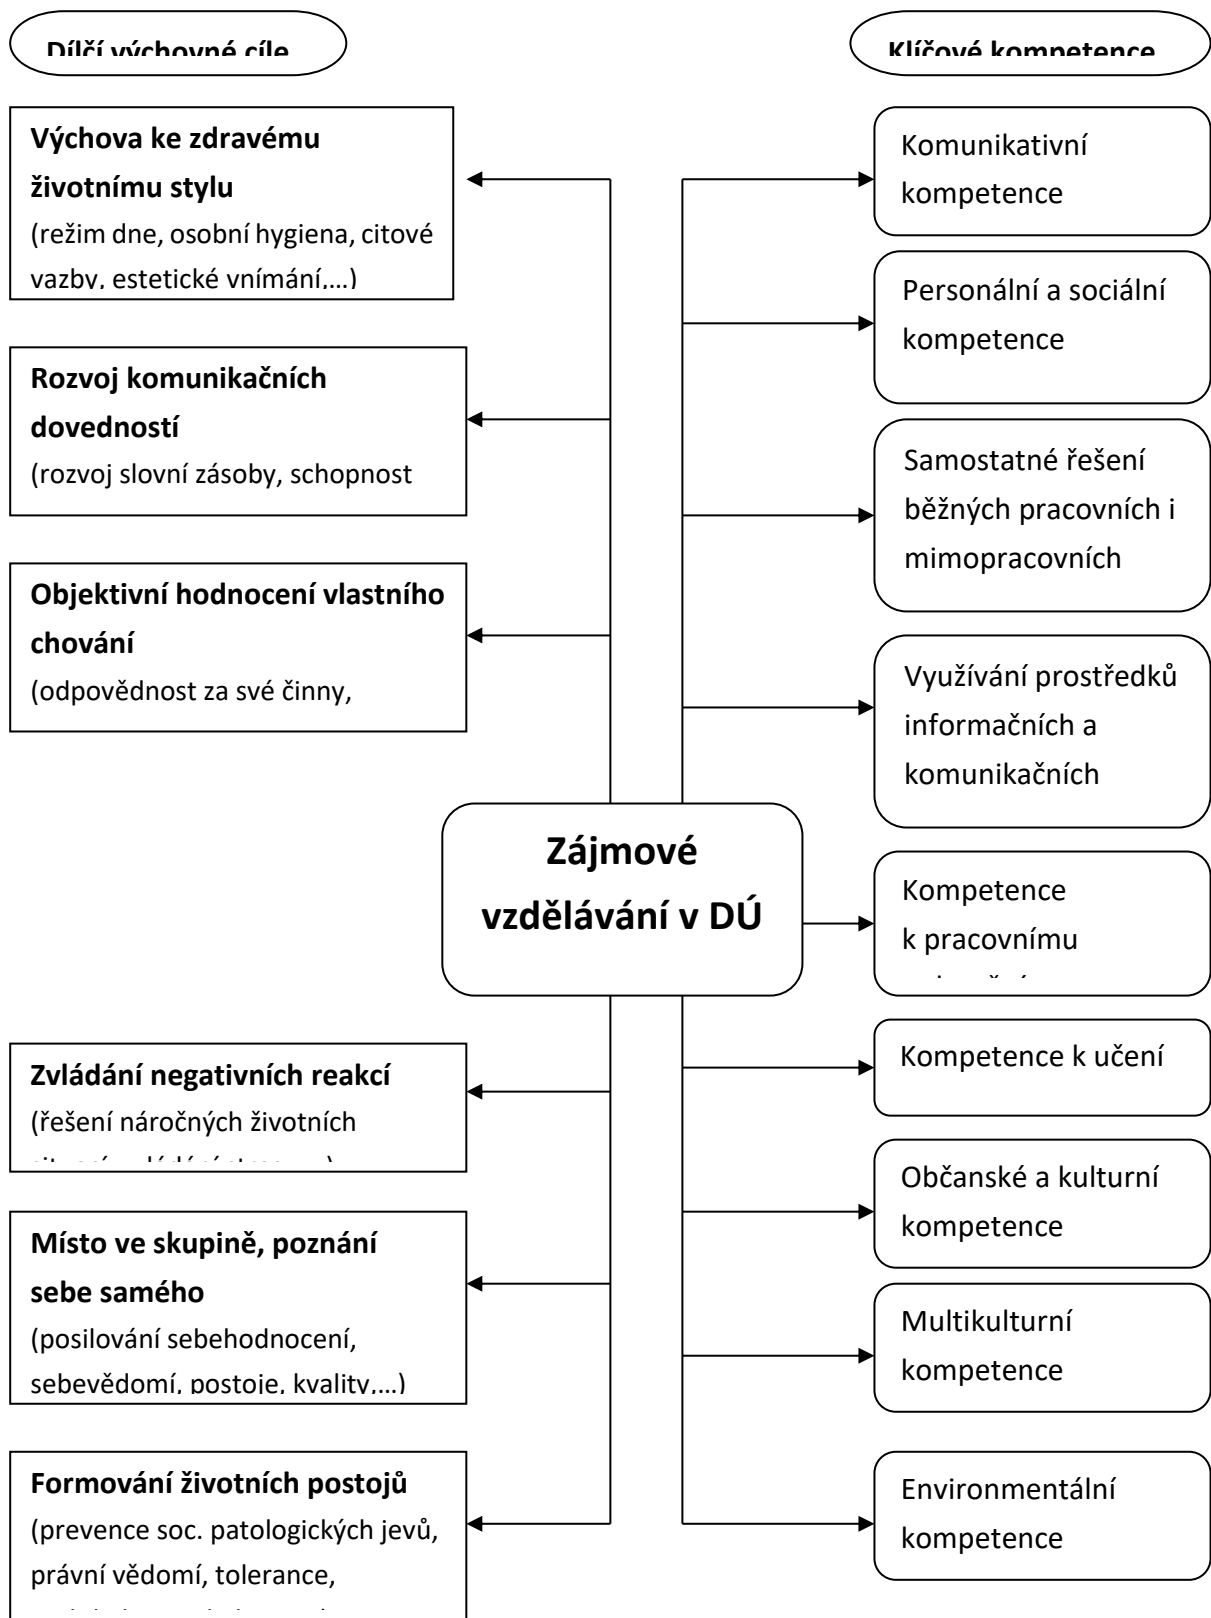 Dílčí výchovné cíle
Klíčové kompetence
Výchova ke zdravému
životnímu stylu
(režim dne, osobní hygiena, citové
vazby, estetické vnímání,...)
Rozvoj komunikačních
dovedností
(rozvoj slovní zásoby, schopnost
Objektivní hodnocení vlastního
chování
(odpovědnost za své činny,
Zájmové
vzdělávání v DÚ
Zvládání negativních reakcí
(řešení náročných životních
Místo ve skupině, poznání
sebe samého
(posilování sebehodnocení,
sebevědomí, postoje, kvality,...)
Formování životních postojů
(prevence soc. patologických jevů,
právní vědomí, tolerance,
Komunikativní
kompetence
Personální a sociální
kompetence
Samostatné řešení
běžných pracovních i
mimopracovních
Využívání prostředků
informačních a
komunikačních
Kompetence
k pracovnímu
Kompetence k učení
Občanské a kulturní
kompetence
Multikulturní
kompetence
Environmentální
kompetence